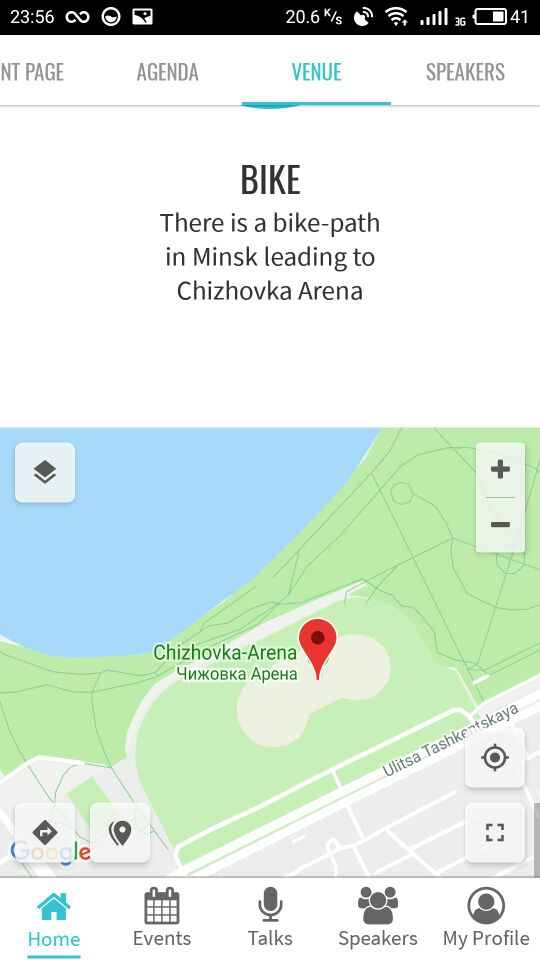 23:56
20.6 K/s
3G
41
NT PAGE
AGENDA
VENUE
SPEAKERS
BIKE
There is a bike-path
in Minsk leading to
Chizhovka Arena
Chizhovka-Arena
Чижовка Арена
Ulitsa Tashkentskaya
Google
Home
Events
Talks
Speakers
My Profile